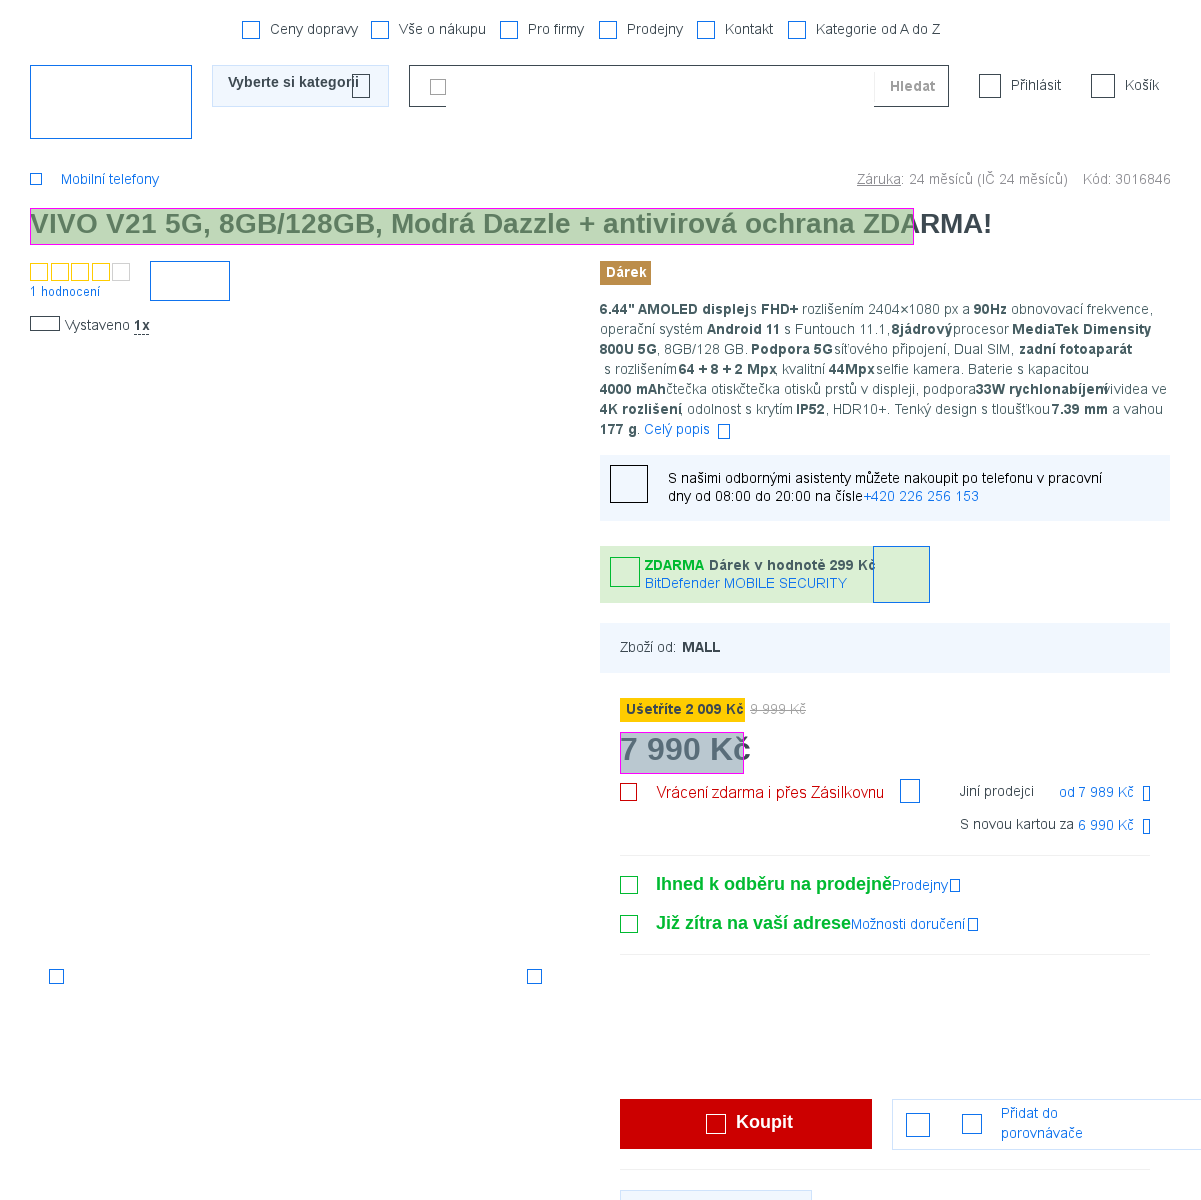 Ceny dopravy Vše o nákupu Pro firmy Prodejny Kontakt Kategorie od A do Z
Vyberte si kategorii Hledat Přihlásit Košík
Mobilní telefony Záruka: 24 měsíců (IČ 24 měsíců) Kód: 3016846
VIVO V21 5G, 8GB/128GB, Modrá Dazzle + antivirová ochrana ZDARMA!
1 hodnocení
Vystaveno 1x
Dárek
6.44" AMOLED displej s FHD+ rozlišením 2404×1080 px a 90Hz obnovovací frekvence,
operační systém Android 11 s Funtouch 11.1, 8jádrový procesor MediaTek Dimensity
800U 5G, 8GB/128 GB. Podpora 5G síťového připojení, Dual SIM, zadní fotoaparát
s rozlišením 64 + 8 + 2 Mpx, kvalitní 44Mpx selfie kamera. Baterie s kapacitou
4000 mAh čtečka otiskčtečka otisků prstů v displeji, podpora 33W rychlonabíjení videa ve
4K rozlišení, odolnost s krytím IP52, HDR10+. Tenký design s tloušťkou 7.39 mm a vahou
177 g. Celý popis
S našimi odbornými asistenty můžete nakoupit po telefonu v pracovní
dny od 08:00 do 20:00 na čísle +420 226 256 153
ZDARMA Dárek v hodnotě 299 Kč
BitDefender MOBILE SECURITY
Zboží od: MALL
Ušetříte 2 009 Kč 9 999 Kč
7 990 Kč
Vrácení zdarma i přes Zásilkovnu
Jiní prodejci od 7 989 Kč
S novou kartou za 6 990 Kč
Ihned k odběru na prodejně Prodejny
Již zítra na vaší adrese Možnosti doručení
Koupit
Přidat do
porovnávače